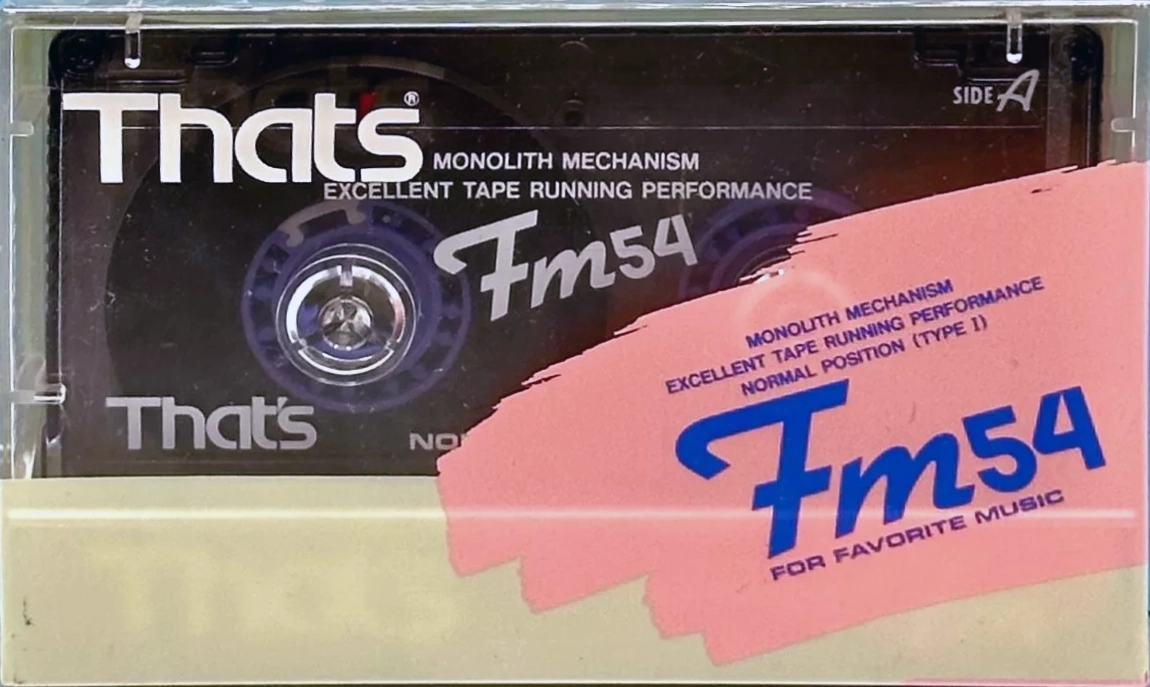 That's®
SIDE A
MONOLITH MECHANISM
EXCELLENT TAPE RUNNING PERFORMANCE
Fm54
That's
NO
MONOLITH MECHANISM
EXCELLENT TAPE RUNNING PERFORMANCE
NORMAL POSITION (TYPE I)
Fm54
FOR FAVORITE MUSIC